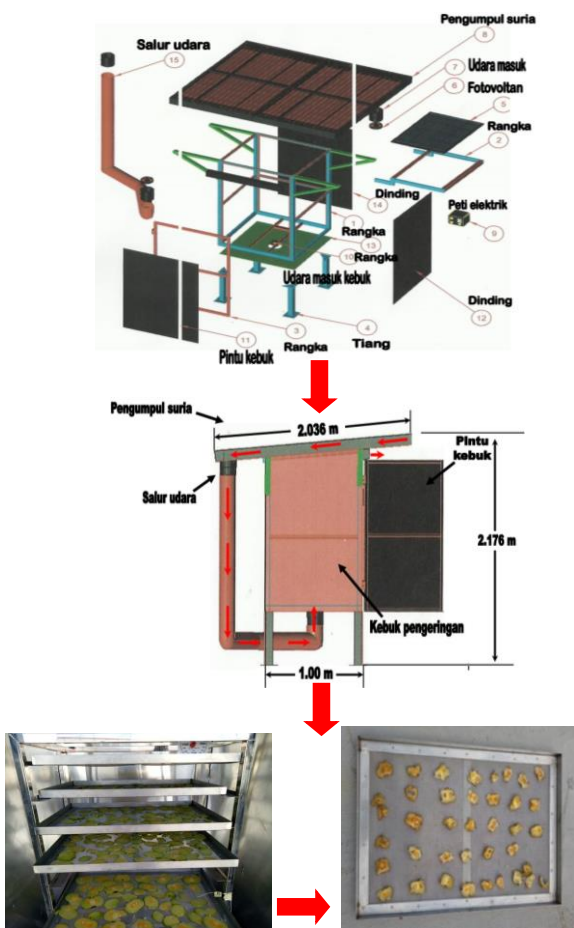 Pengumpul suria
8
Salur udara
15
7
Udara masuk
6
Fotovoltan
5
Rangka
2
Dinding
14
Peti elektrik
9
1
Rangka
13
10
Rangka
Udara masuk kebuk
Dinding
12
11
3
4
Pintu kebuk
Rangka
Tiang
Pengumpul suria
2.036 m
Pintu
kebuk
Salur udara
2.176 m
Kebuk pengeringan
1.00 m